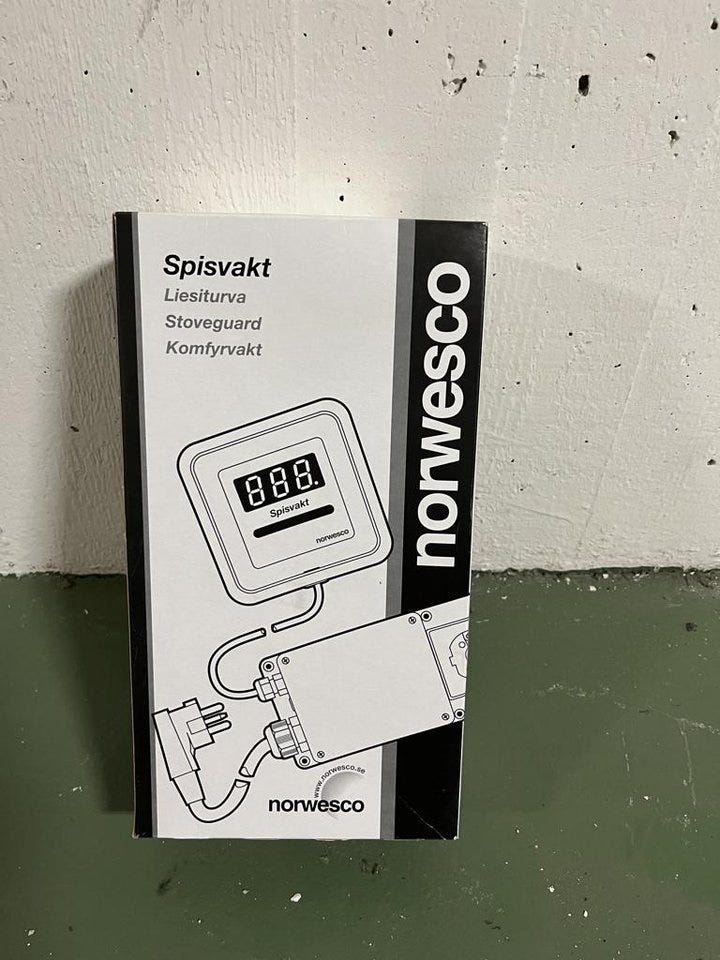 Spisvakt
Liesiturva
Stoveguard
Komfyrvakt
norwesco
888.
Spisvakt
norwesco
www.norwesco.se
norwesco